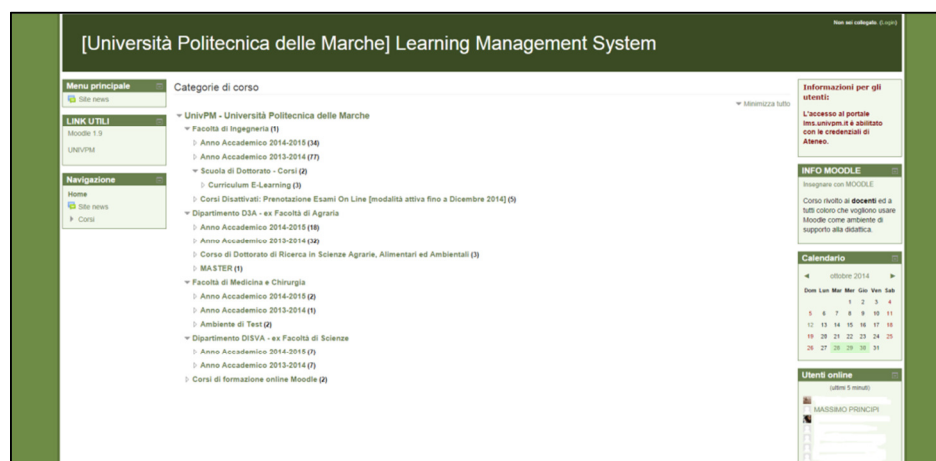 Non sei collegato. (Login)
[Università Politecnica delle Marche] Learning Management System
Menu principale
Site news
LINK UTILI
Moodle 1.9
UNIVPM
Navigazione
Home
Site news
Corsi
Categorie di corso
Minimizza tutto
UnivPM - Università Politecnica delle Marche
Facoltà di Ingegneria (1)
Anno Accademico 2014-2015 (34)
Anno Accademico 2013-2014 (77)
Scuola di Dottorato - Corsi (2)
Curriculum E-Learning (3)
Corsi Disattivati: Prenotazione Esami On Line [modalità attiva fino a Dicembre 2014] (5)
Dipartimento D3A - ex Facoltà di Agraria
Anno Accademico 2014-2015 (18)
Anno Accademico 2013-2014 (32)
Corso di Dottorato di Ricerca in Scienze Agrarie, Alimentari ed Ambientali (3)
MASTER (1)
Facoltà di Medicina e Chirurgia
Anno Accademico 2014-2015 (2)
Anno Accademico 2013-2014 (1)
Ambiente di Test (2)
Dipartimento DISVA - ex Facoltà di Scienze
Anno Accademico 2014-2015 (7)
Anno Accademico 2013-2014 (7)
Corsi di formazione online Moodle (2)
Informazioni per gli
utenti:
L'accesso al portale
lms.univpm.it è abilitato
con le credenziali di
Ateneo.
INFO MOODLE
Insegnare con MOODLE
Corso rivolto ai docenti ed a
tutti coloro che vogliono usare
Moodle come ambiente di
supporto alla didattica.
Calendario
ottobre 2014
Dom Lun Mar Mer Gio Ven Sab
1 2 3 4
5 6 7 8 9 10 11
12 13 14 15 16 17 18
19 20 21 22 23 24 25
26 27 28 29 30 31
Utenti online
(ultimi 5 minuti)
MASSIMO PRINCIPI